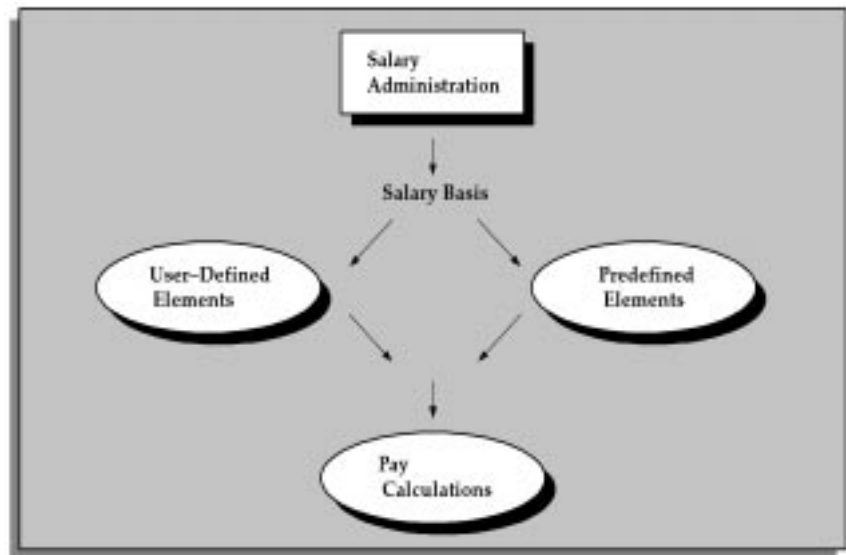 Salary
Administration
Salary Basis
User–Defined
Elements
Predefined
Elements
Pay
Calculations